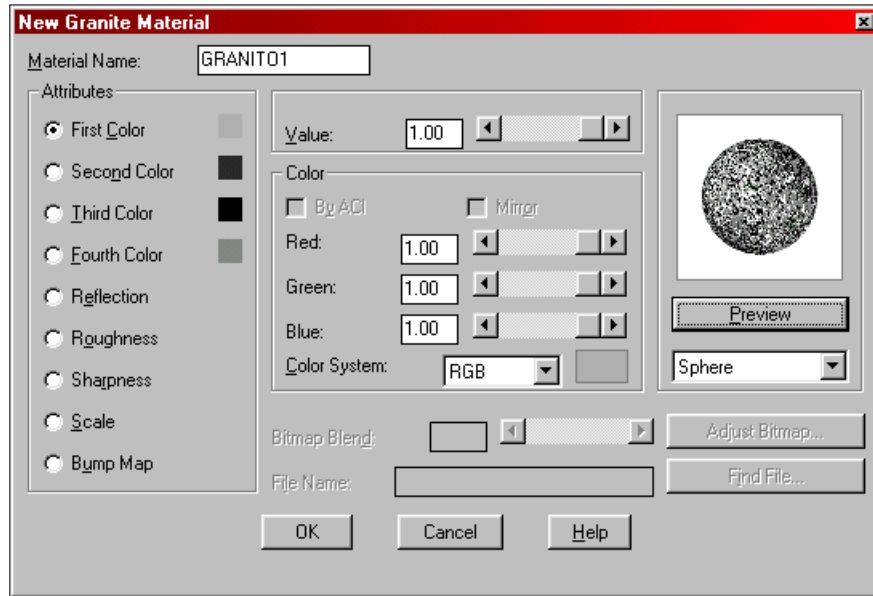 New Granite Material
Material Name: GRANITO1
Attributes
First Color
Second Color
Third Color
Fourth Color
Reflection
Roughness
Sharpness
Scale
Bump Map
Value: 1.00
Color
By ACI Mirror
Red: 1.00
Green: 1.00
Blue: 1.00
Color System: RGB
Preview
Sphere
Bitmap Blend:
Adjust Bitmap...
File Name:
Find File...
OK Cancel Help